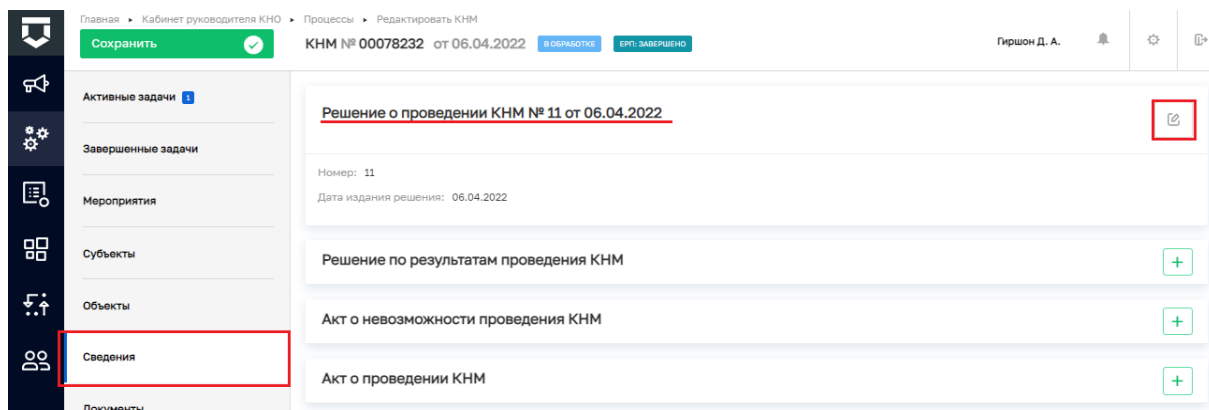 Главная ▸ Кабинет руководителя КНО ▸ Процессы ▸ Редактировать КНМ
Сохранить
КНМ № 00078232 от 06.04.2022 В ОБРАБОТКЕ ЕРП: ЗАВЕРШЕНО
Гиршон Д. А.
Активные задачи 1
Завершенные задачи
Мероприятия
Субъекты
Объекты
Сведения
Документы
Решение о проведении КНМ № 11 от 06.04.2022
Номер: 11
Дата издания решения: 06.04.2022
Решение по результатам проведения КНМ
Акт о невозможности проведения КНМ
Акт о проведении КНМ